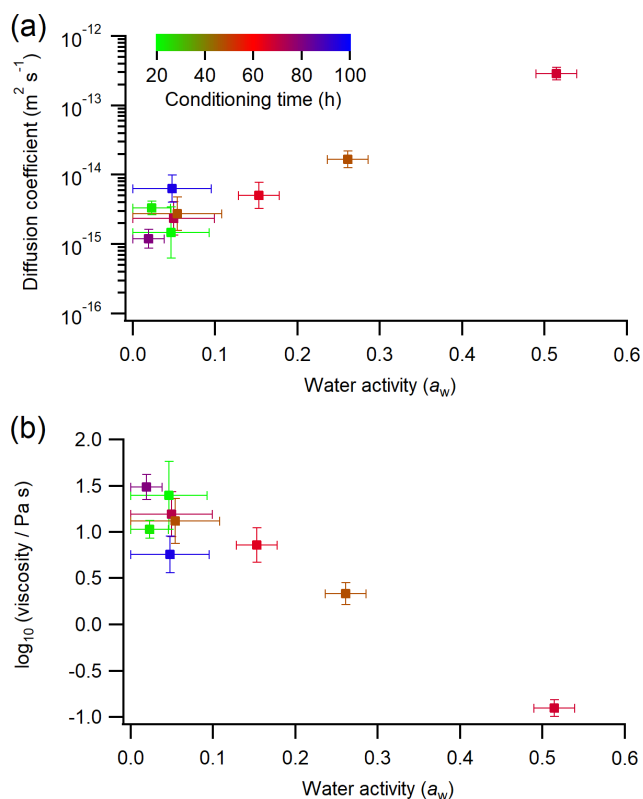 (a)
10⁻¹²
10⁻¹³
10⁻¹⁴
10⁻¹⁵
10⁻¹⁶
Diffusion coefficient (m² s⁻¹)
20 40 60 80 100
Conditioning time (h)
0.0 0.1 0.2 0.3 0.4 0.5 0.6
Water activity (a_w)
(b)
2.0
1.5
1.0
0.5
0.0
-0.5
-1.0
log₁₀ (viscosity / Pa s)
0.0 0.1 0.2 0.3 0.4 0.5 0.6
Water activity (a_w)